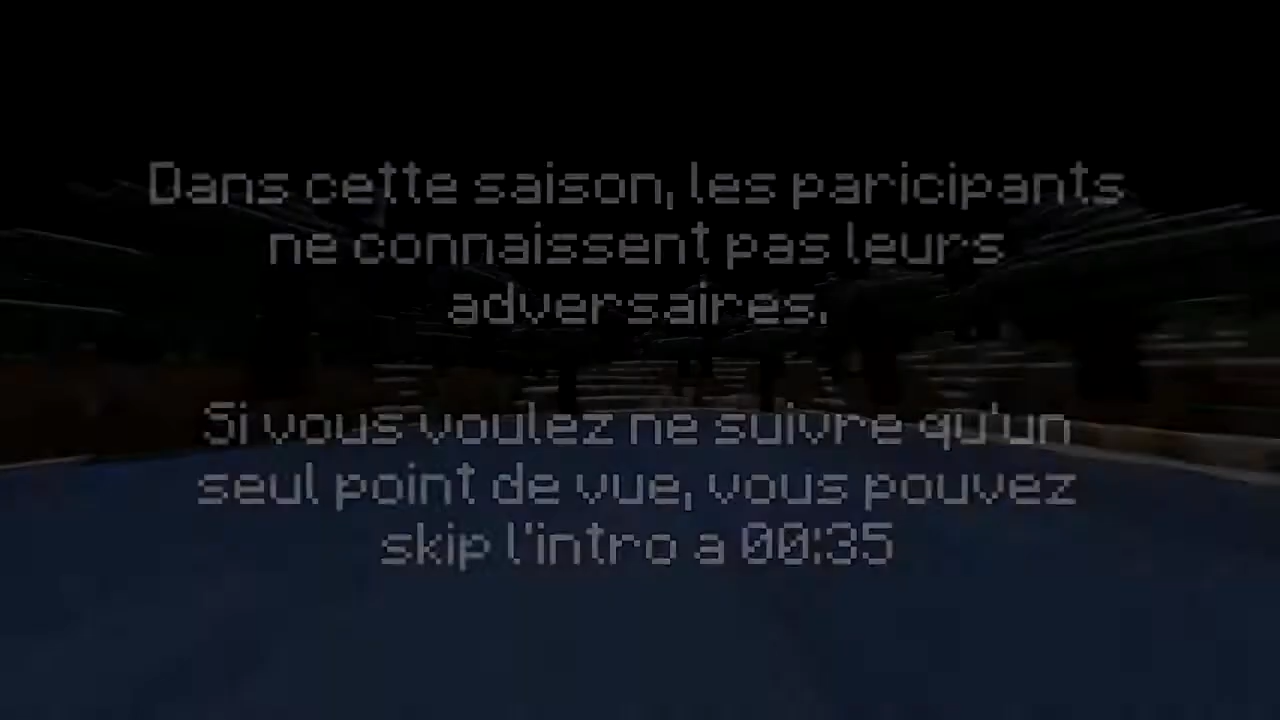 Dans cette saison, les paricipants
ne connaissent pas leurs
adversaires.
Si vous voulez ne suivre qu'un
seul point de vue, vous pouvez
skip l'intro a 00:35